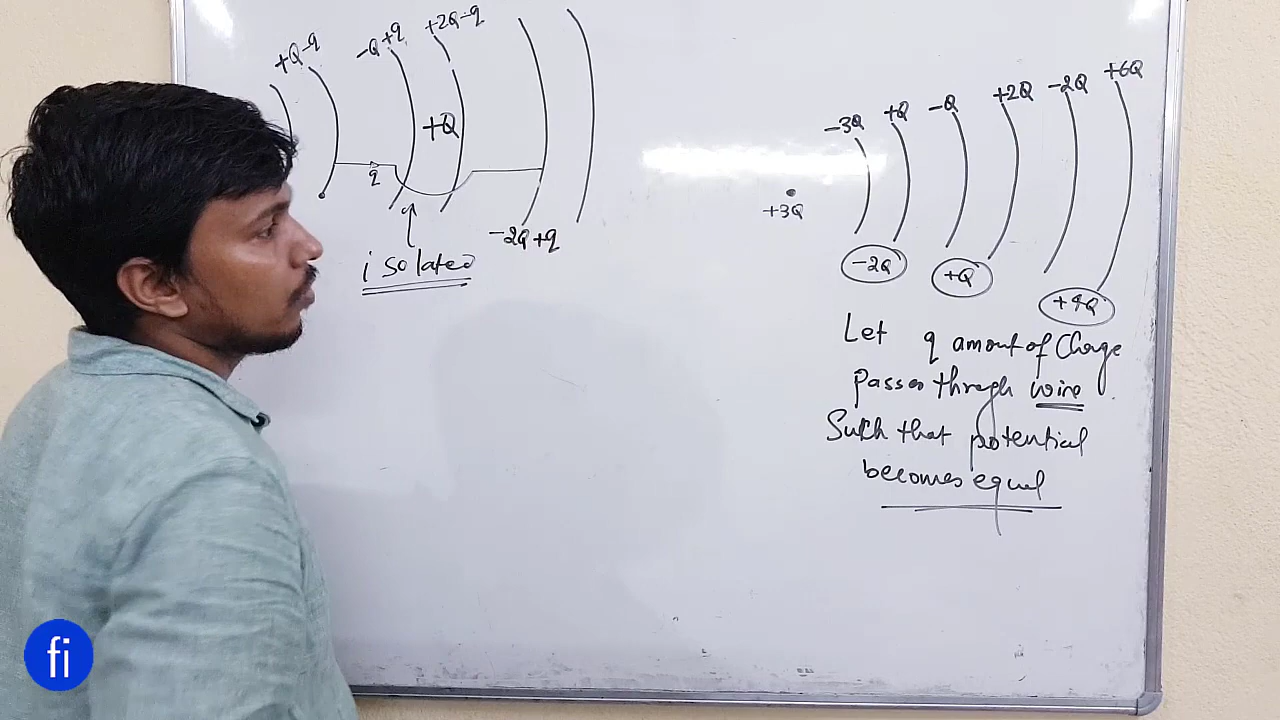 +Q-q
-Q+q
+2Q-q
+Q
q
-2Q+q
isolated
-3Q
+Q
-Q
+2Q
-2Q
+6Q
+3Q
-2Q
+Q
+4Q
Let q amout of Charge
passes through wire
Such that potential
becomes equal
fi